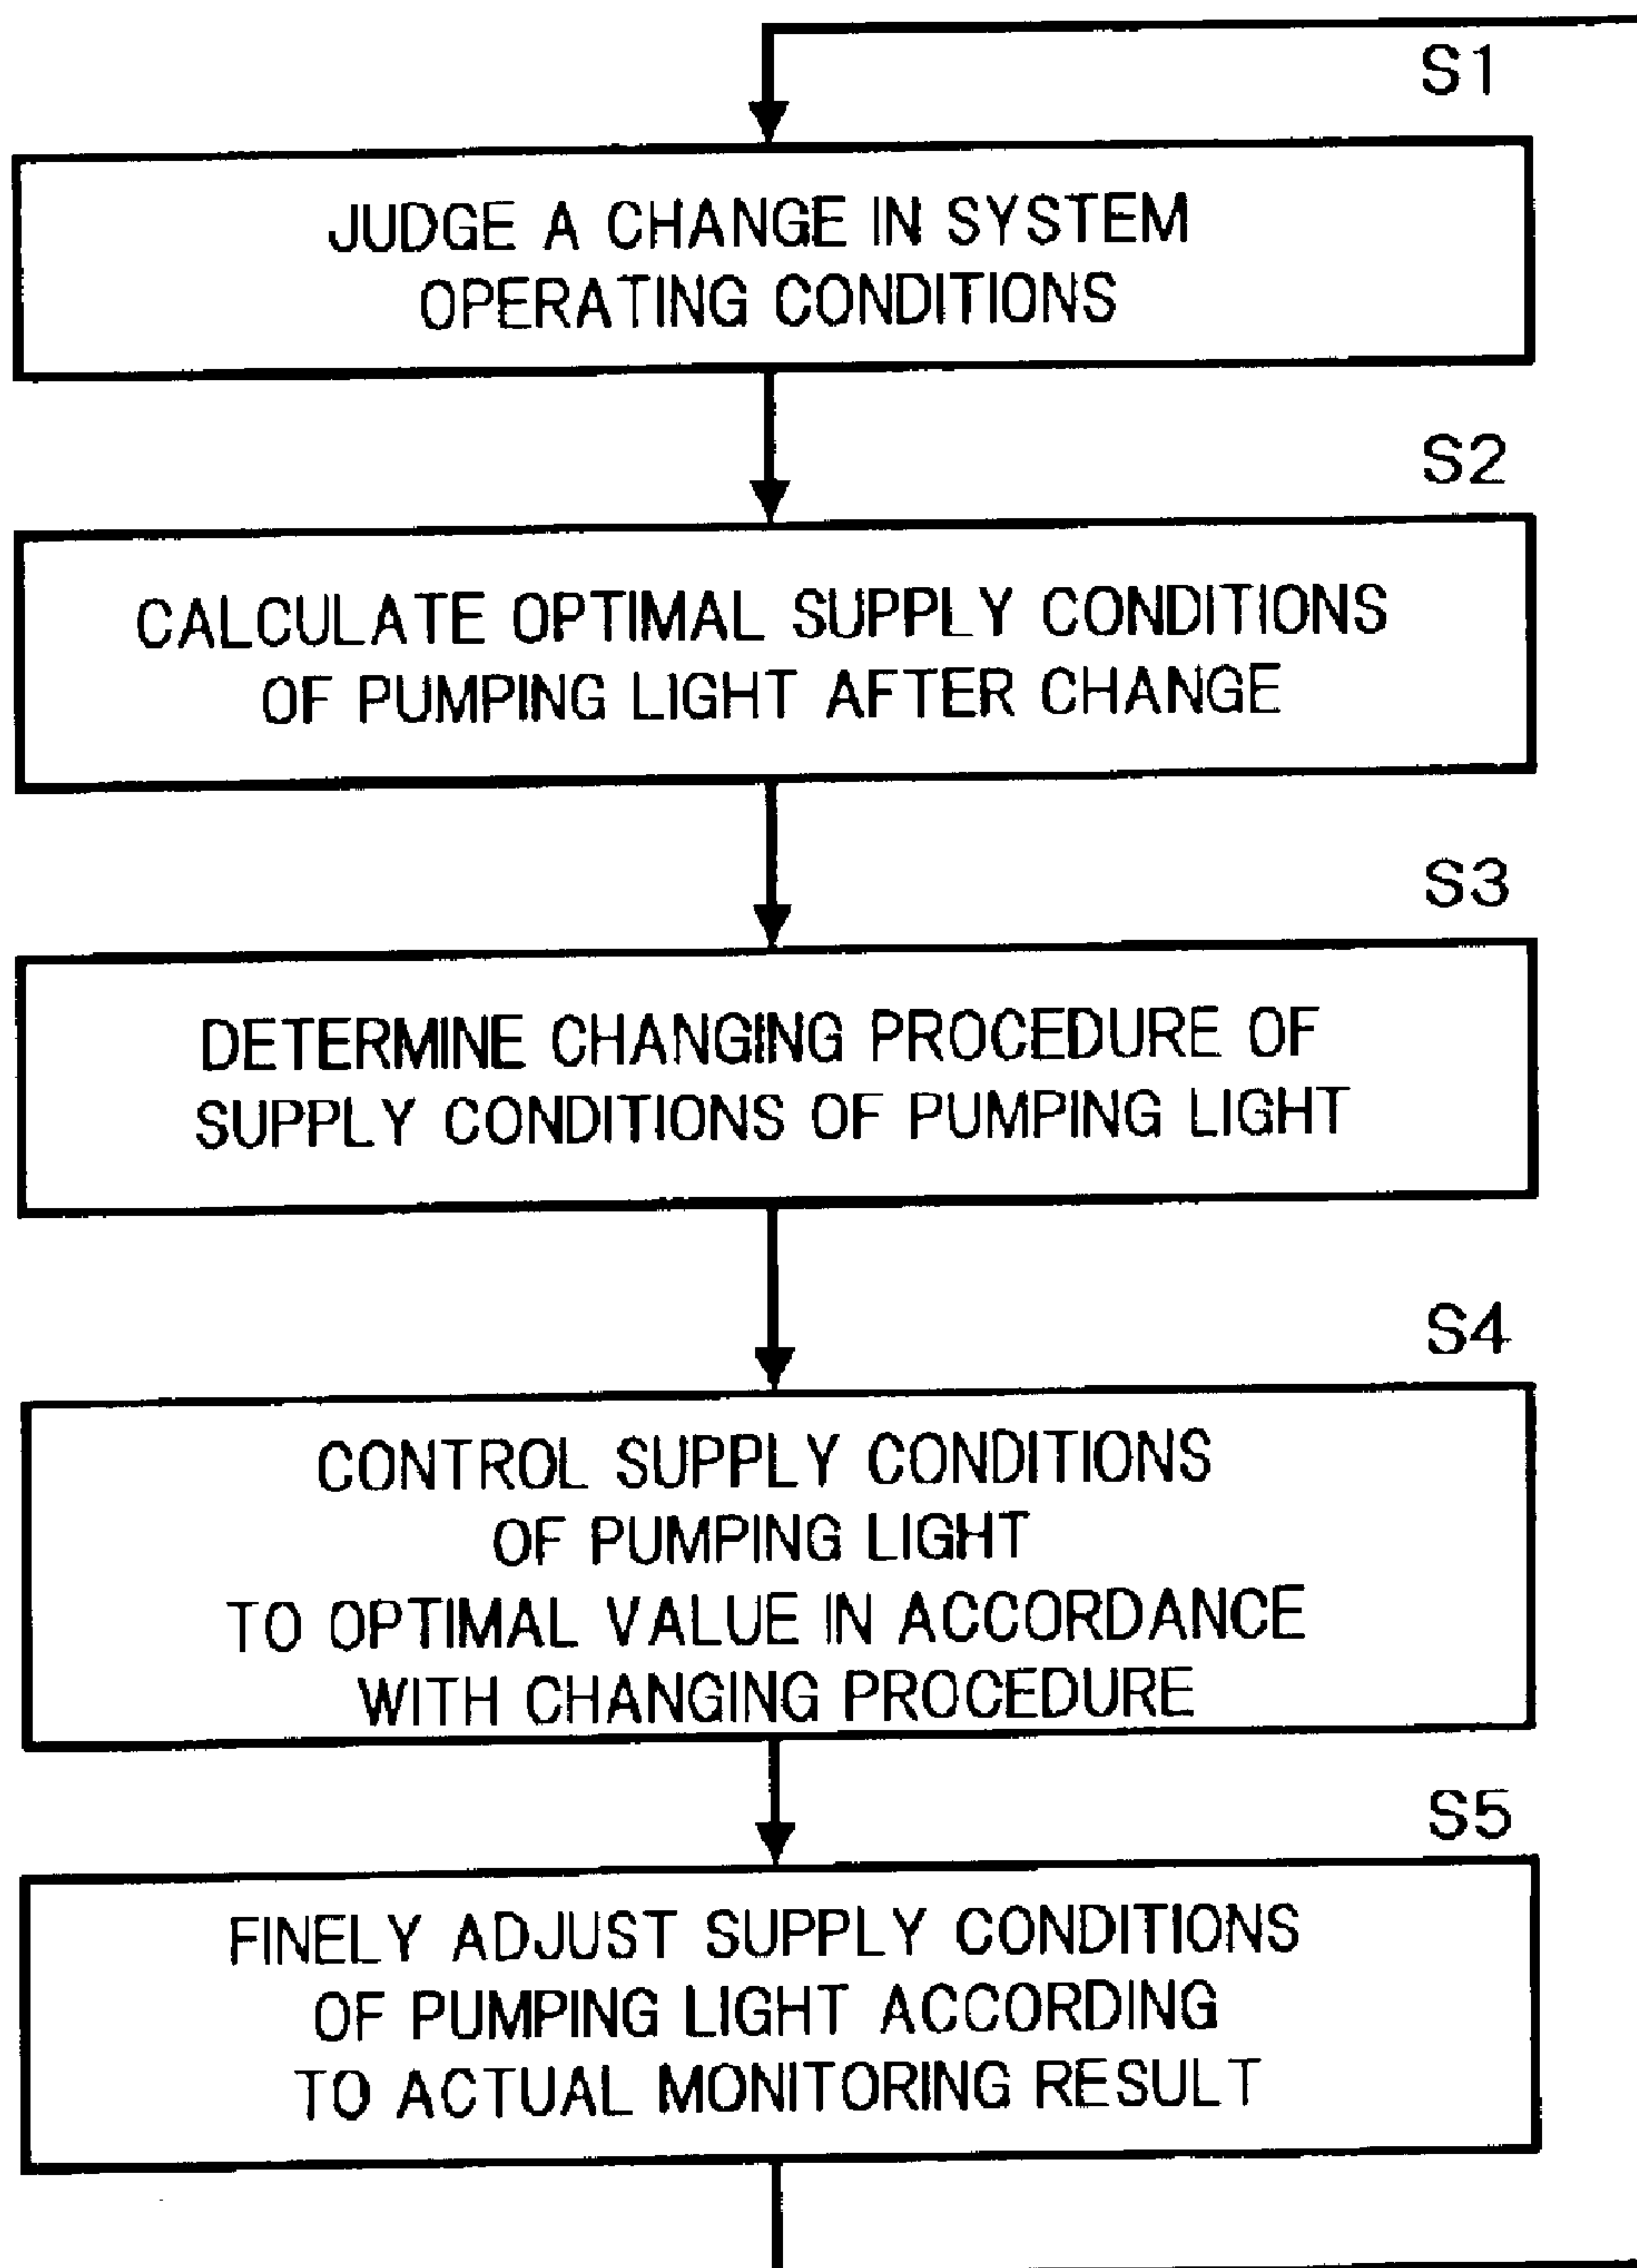 S1
JUDGE A CHANGE IN SYSTEM
OPERATING CONDITIONS
S2
CALCULATE OPTIMAL SUPPLY CONDITIONS
OF PUMPING LIGHT AFTER CHANGE
S3
DETERMINE CHANGING PROCEDURE OF
SUPPLY CONDITIONS OF PUMPING LIGHT
S4
CONTROL SUPPLY CONDITIONS
OF PUMPING LIGHT
TO OPTIMAL VALUE IN ACCORDANCE
WITH CHANGING PROCEDURE
S5
FINELY ADJUST SUPPLY CONDITIONS
OF PUMPING LIGHT ACCORDING
TO ACTUAL MONITORING RESULT